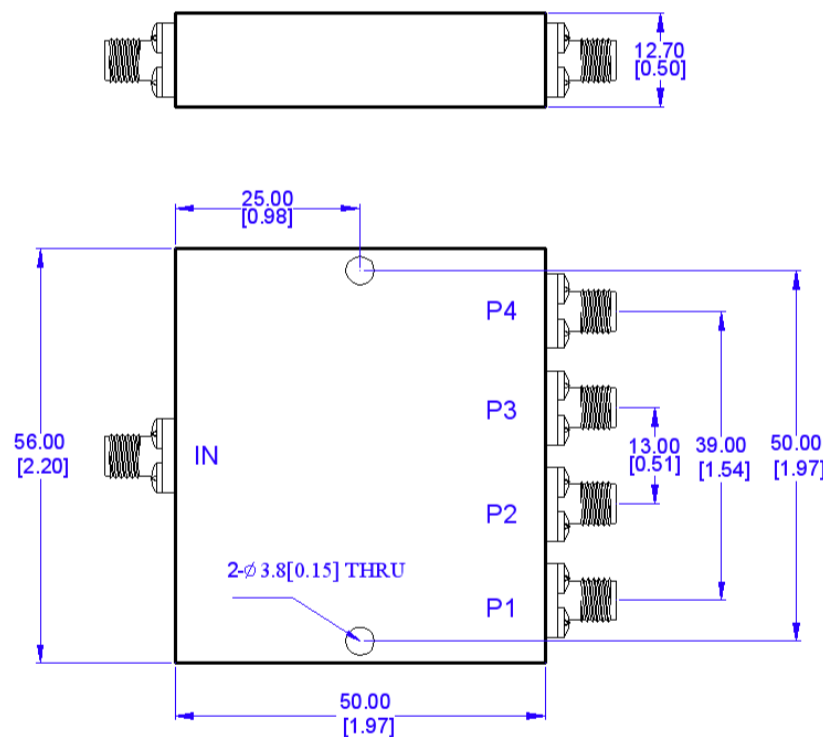 12.70
[0.50]
25.00
[0.98]
P4
P3
13.00
[0.51]
39.00
[1.54]
50.00
[1.97]
56.00
[2.20]
IN
P2
2-⌀3.8[0.15] THRU
P1
50.00
[1.97]